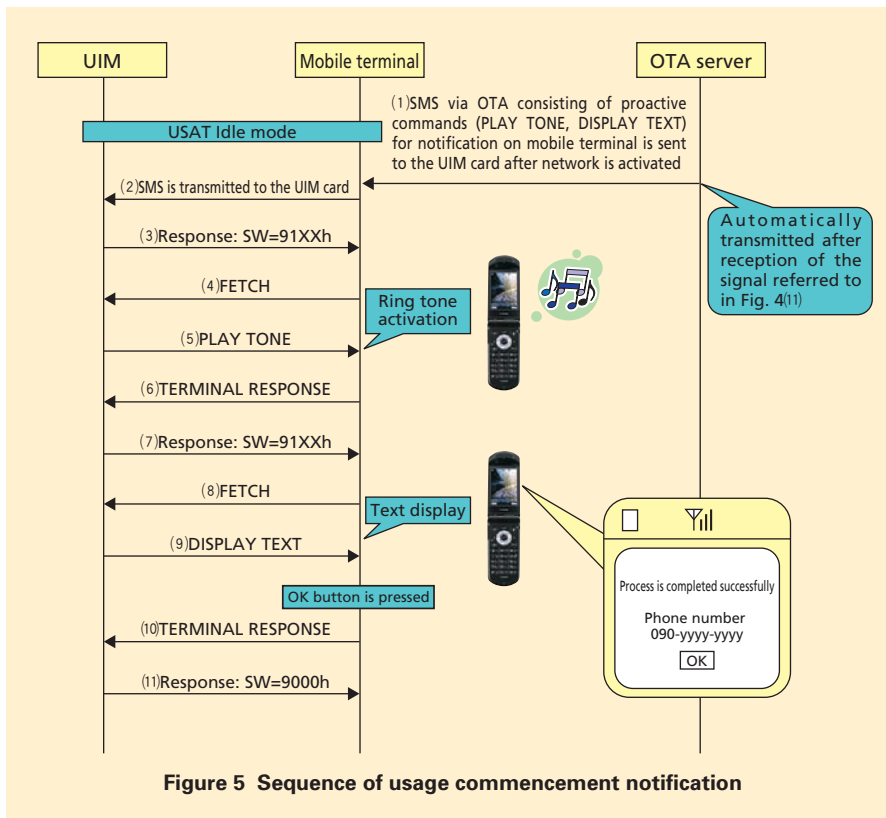 UIM
Mobile terminal
OTA server
(1)SMS via OTA consisting of proactive
commands (PLAY TONE, DISPLAY TEXT)
for notification on mobile terminal is sent
to the UIM card after network is activated
USAT Idle mode
(2)SMS is transmitted to the UIM card
Automatically
transmitted after
reception of the
signal referred to
in Fig. 4(11)
(3)Response: SW=91XXh
(4)FETCH
Ring tone
activation
(5)PLAY TONE
(6)TERMINAL RESPONSE
(7)Response: SW=91XXh
(8)FETCH
Text display
(9)DISPLAY TEXT
Process is completed successfully
Phone number
090-yyyy-yyyy
OK
OK button is pressed
(10)TERMINAL RESPONSE
(11)Response: SW=9000h
Figure 5 Sequence of usage commencement notification